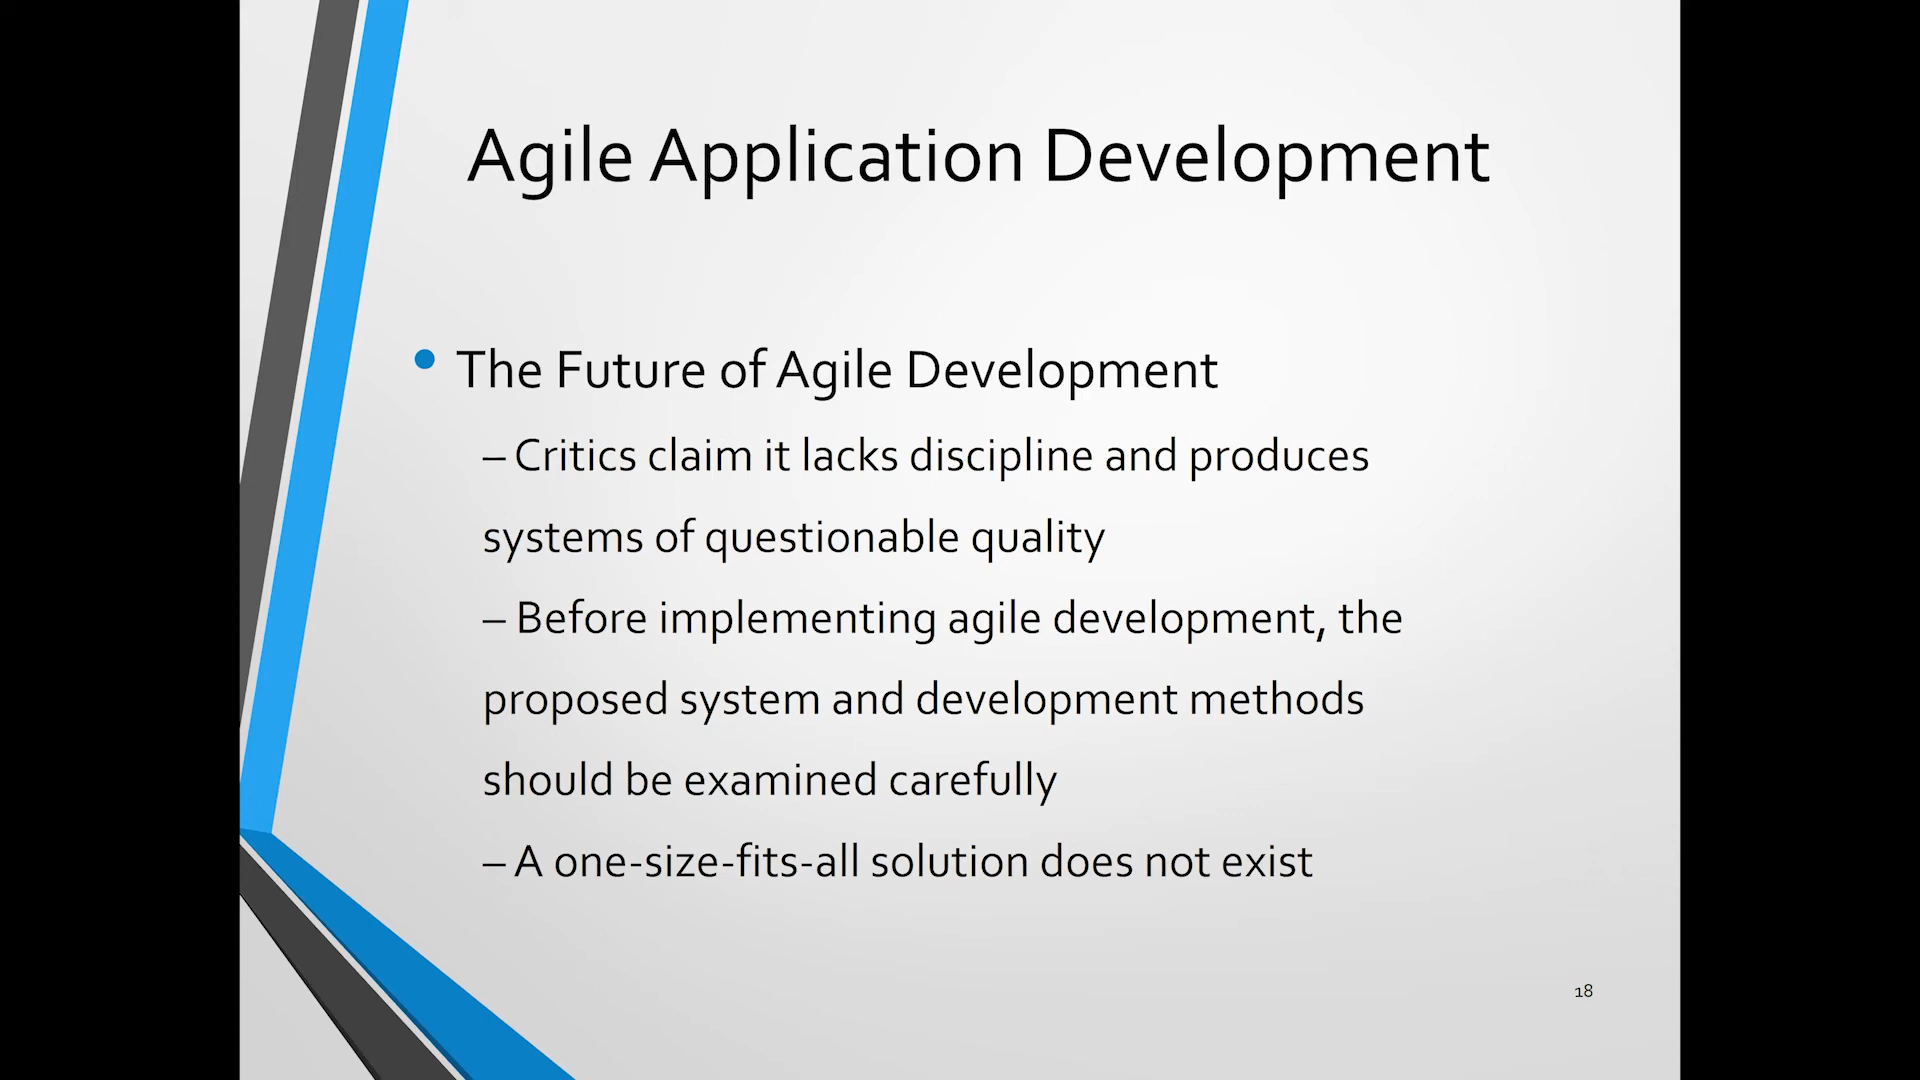 Agile Application Development
• The Future of Agile Development
– Critics claim it lacks discipline and produces
systems of questionable quality
– Before implementing agile development, the
proposed system and development methods
should be examined carefully
– A one-size-fits-all solution does not exist
18